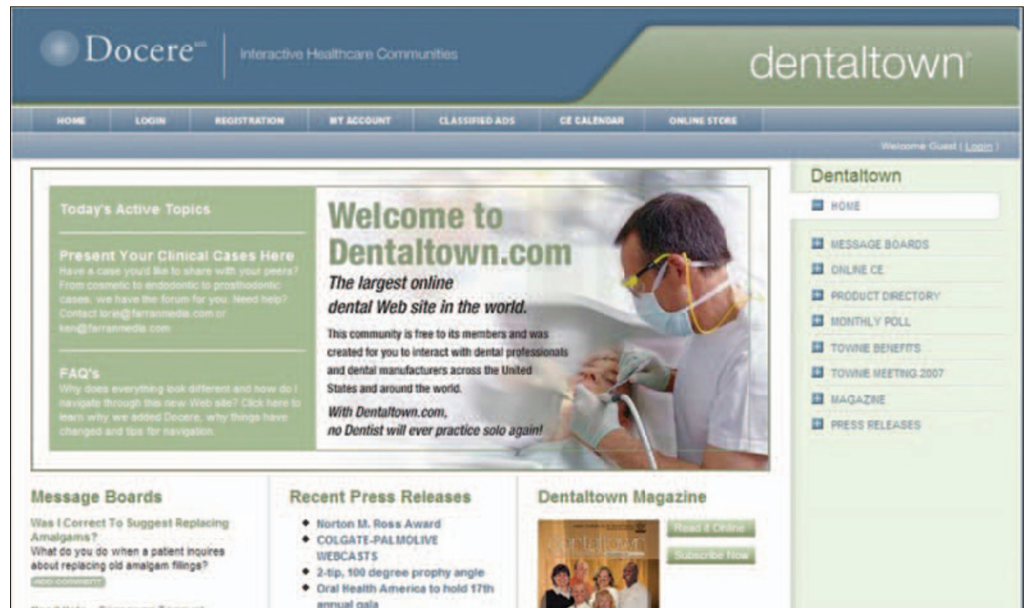 Docere
Interactive Healthcare Communities
dentaltown
HOME
LOGIN
REGISTRATION
MY ACCOUNT
CLASSIFIED ADS
CE CALENDAR
ONLINE STORE
Welcome Guest ( Login )
Today's Active Topics
Present Your Clinical Cases Here
Have a case you'd like to share with your peers?
From cosmetic to endodontic to prosthodontic
cases, we have the forum for you. Need help?
Contact lorie@farranmedia.com or
ken@farranmedia.com
FAQ's
Why does everything look different and how do I
navigate through this new Web site? Click here to
learn why we added Docere, why things have
changed and tips for navigation.
Welcome to
Dentaltown.com
The largest online
dental Web site in the world.
This community is free to its members and was
created for you to interact with dental professionals
and dental manufacturers across the United
States and around the world.
With Dentaltown.com,
no Dentist will ever practice solo again!
Dentaltown
HOME
MESSAGE BOARDS
ONLINE CE
PRODUCT DIRECTORY
MONTHLY POLL
TOWNIE BENEFITS
TOWNIE MEETING 2007
MAGAZINE
PRESS RELEASES
Message Boards
Was I Correct To Suggest Replacing
Amalgams?
What do you do when a patient inquires
about replacing old amalgam fillings?
ADD COMMENT
Recent Press Releases
Norton M. Ross Award
COLGATE-PALMOLIVE
WEBCASTS
2-tip, 100 degree prophy angle
Oral Health America to hold 17th
annual gala
Dentaltown Magazine
dentaltown
Read it Online
Subscribe Now